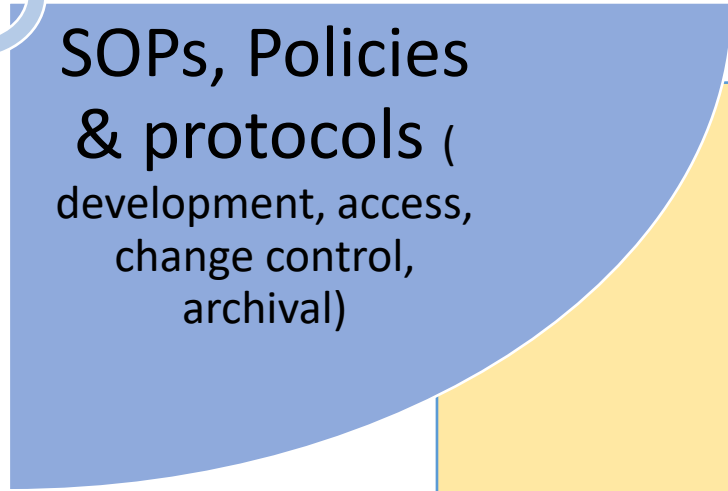 SOPs, Policies
& protocols (
development, access,
change control,
archival)